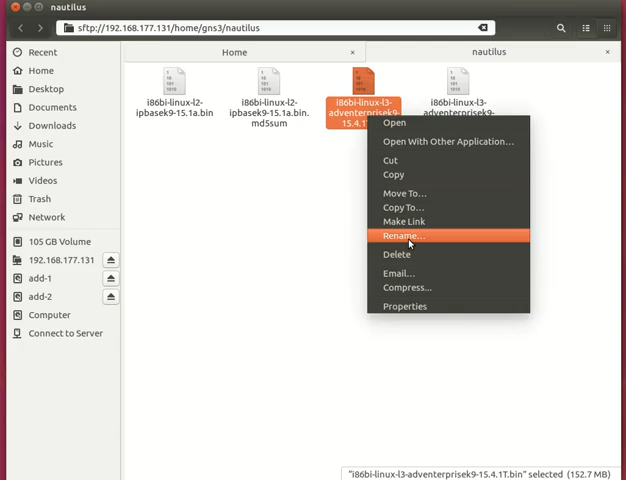 nautilus
sftp://192.168.177.131/home/gns3/nautilus
Home
×
nautilus
×
Recent
Home
Desktop
Documents
Downloads
Music
Pictures
Videos
Trash
Network
105 GB Volume
192.168.177.131
add-1
add-2
Computer
Connect to Server
i86bi-linux-l2-
ipbasek9-15.1a.bin
i86bi-linux-l2-
ipbasek9-15.1a.bin.
md5sum
i86bi-linux-l3-
adventerprisek9-
15.4.1
i86bi-linux-l3-
adventerprisek9-
Open
Open With Other Application...
Cut
Copy
Move To...
Copy To...
Make Link
Rename...
Delete
Email...
Compress...
Properties
"i86bi-linux-l3-adventerprisek9-15.4.1T.bin" selected (152.7 MB)